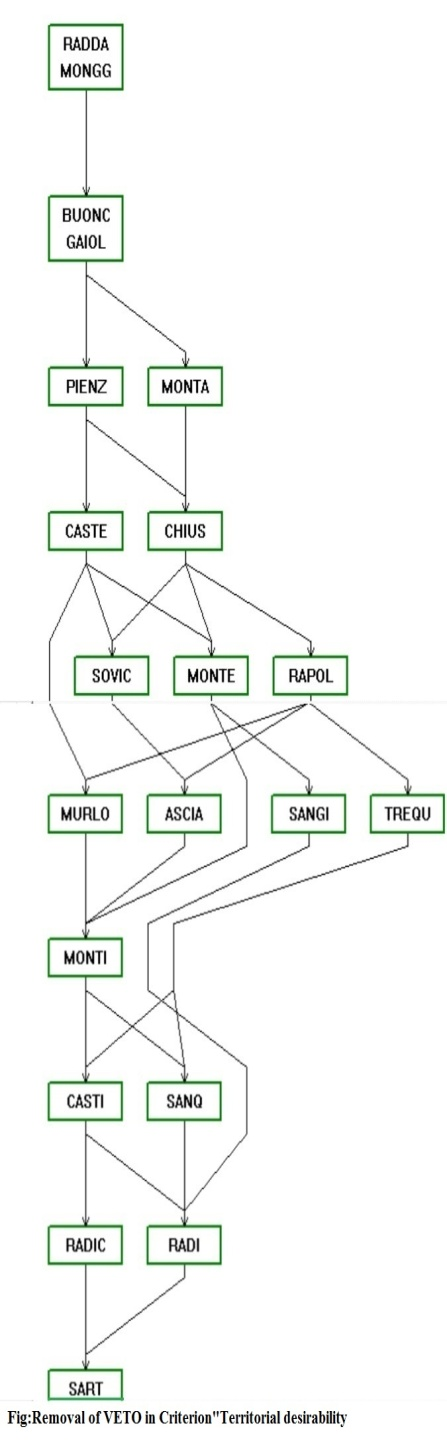 RADDA
MONGG
BUONC
GAIOL
PIENZ
MONTA
CASTE
CHIUS
SOVIC
MONTE
RAPOL
MURLO
ASCIA
SANGI
TREQU
MONTI
CASTI
SANQ
RADIC
RADI
SART
Fig:Removal of VETO in Criterion"Territorial desirability